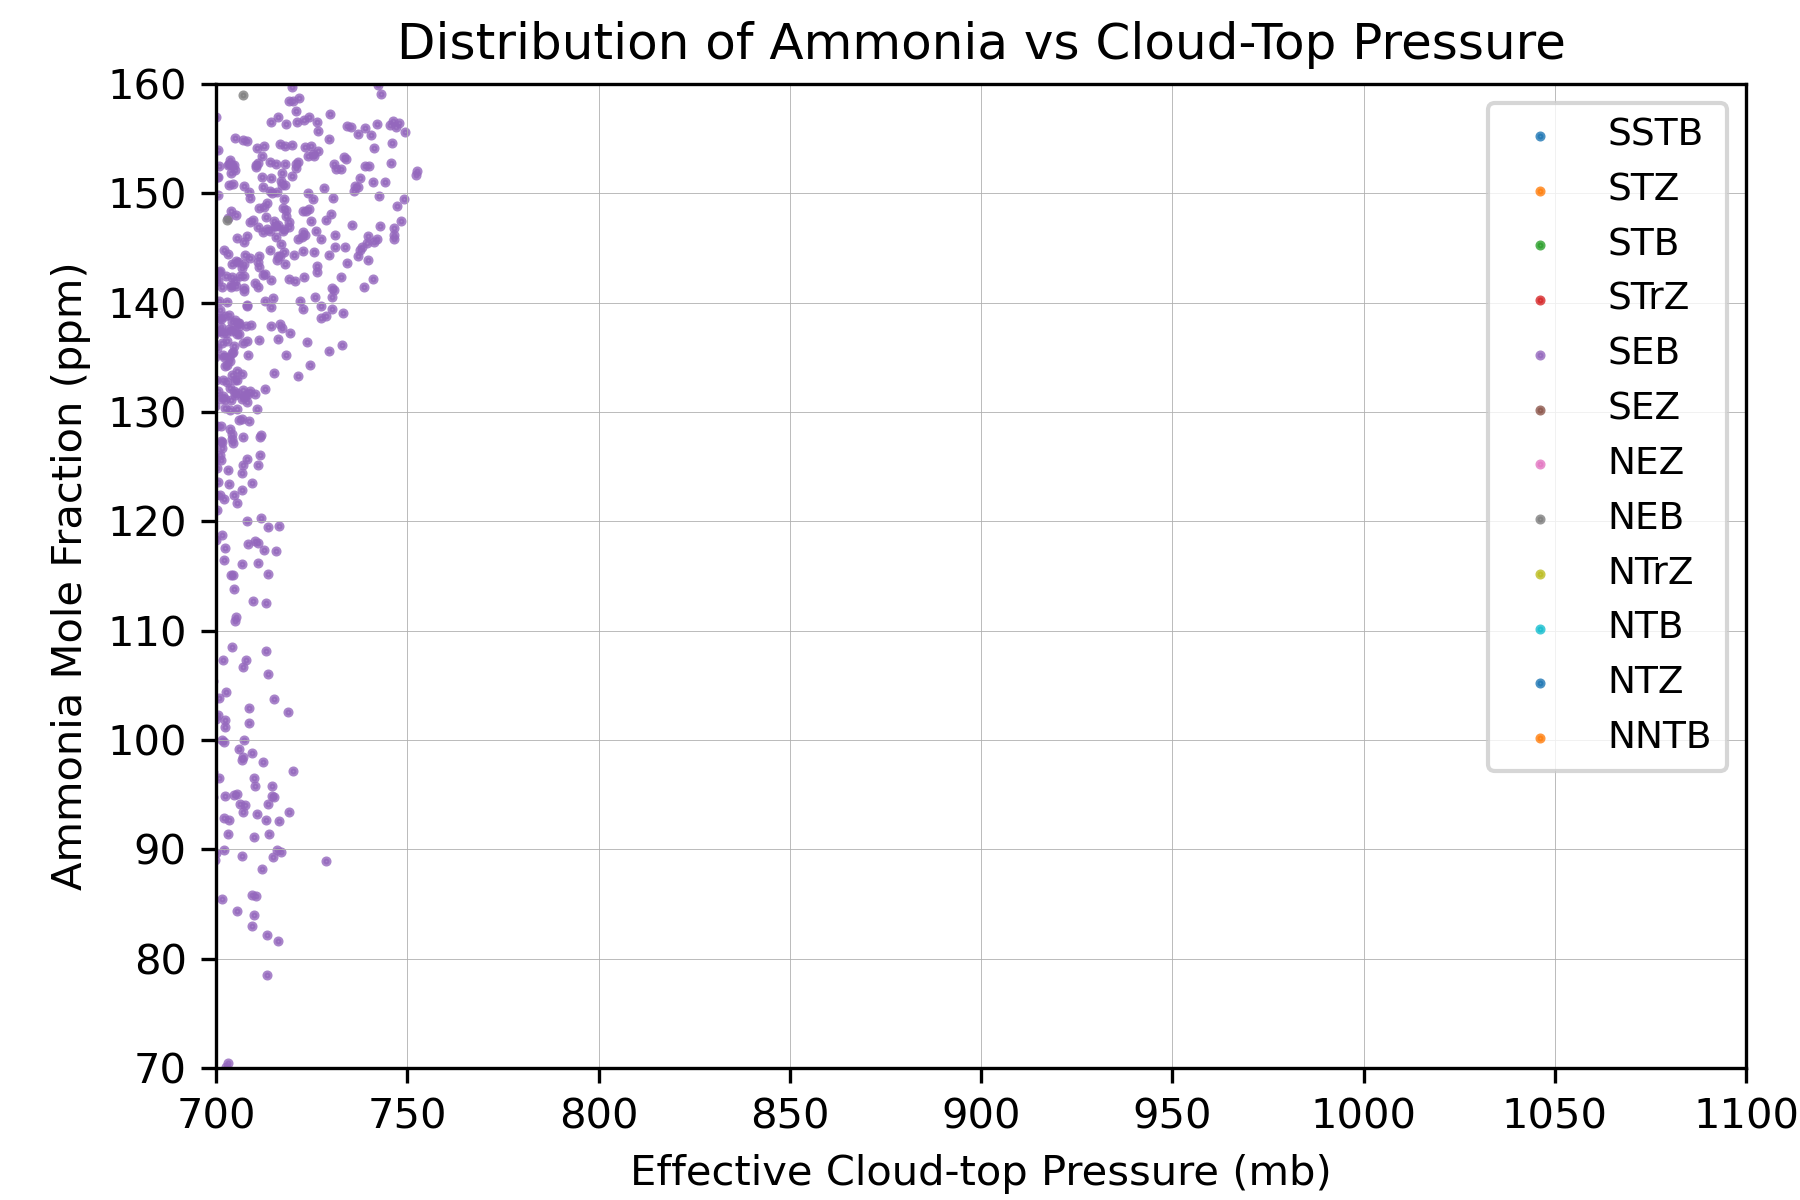 Distribution of Ammonia vs Cloud-Top Pressure
Ammonia Mole Fraction (ppm)
160
150
140
130
120
110
100
90
80
70
SSTB
STZ
STB
STrZ
SEB
SEZ
NEZ
NEB
NTrZ
NTB
NTZ
NNTB
700 750 800 850 900 950 1000 1050 1100
Effective Cloud-top Pressure (mb)